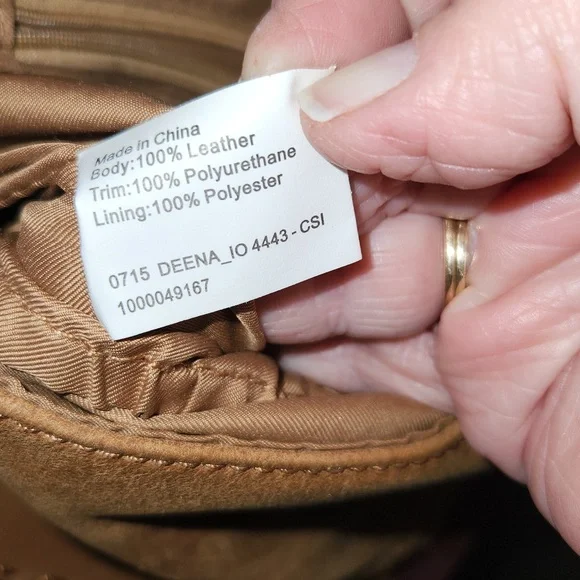 Made in China
Body:100% Leather
Trim:100% Polyurethane
Lining:100% Polyester
0715 DEENA_IO 4443 - CSI
1000049167